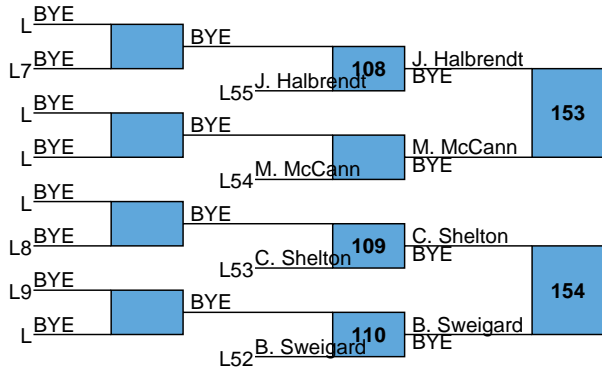 L BYE
L7 BYE
BYE
L55 J. Halbrendt
108
J. Halbrendt
BYE
153
L BYE
L BYE
BYE
L54 M. McCann
M. McCann
BYE
L BYE
L8 BYE
BYE
L53 C. Shelton
109
C. Shelton
BYE
154
L9 BYE
L BYE
BYE
L52 B. Sweigard
110
B. Sweigard
BYE